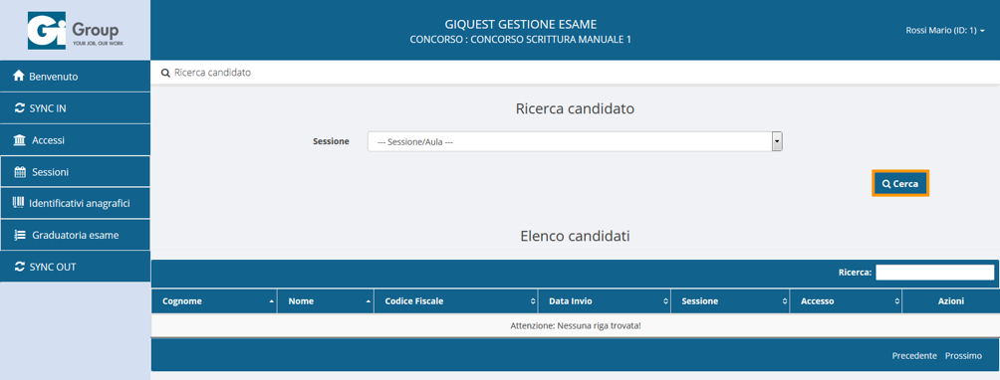 Gi Group
YOUR JOB, OUR WORK
GIQUEST GESTIONE ESAME
CONCORSO : CONCORSO SCRITTURA MANUALE 1
Rossi Mario (ID: 1)
Benvenuto
SYNC IN
Accessi
Sessioni
Identificativi anagrafici
Graduatoria esame
SYNC OUT
Ricerca candidato
Ricerca candidato
Sessione --- Sessione/Aula ---
Cerca
Elenco candidati
Ricerca:
Cognome Nome Codice Fiscale Data Invio Sessione Accesso Azioni
Attenzione: Nessuna riga trovata!
Precedente Prossimo